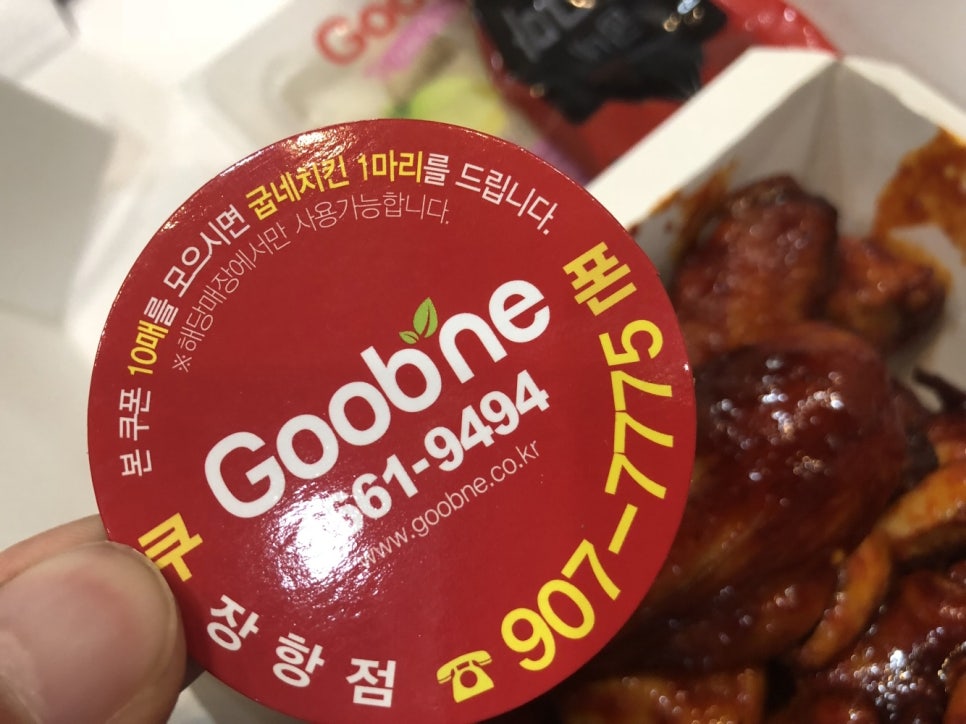 본 쿠폰 10매를 모으시면 굽네치킨 1마리를 드립니다.
※해당매장에서만 사용가능합니다.
Goobne
661-9494
www.goobne.co.kr
쿠
폰
장항점
☎ 907-7775
Goo